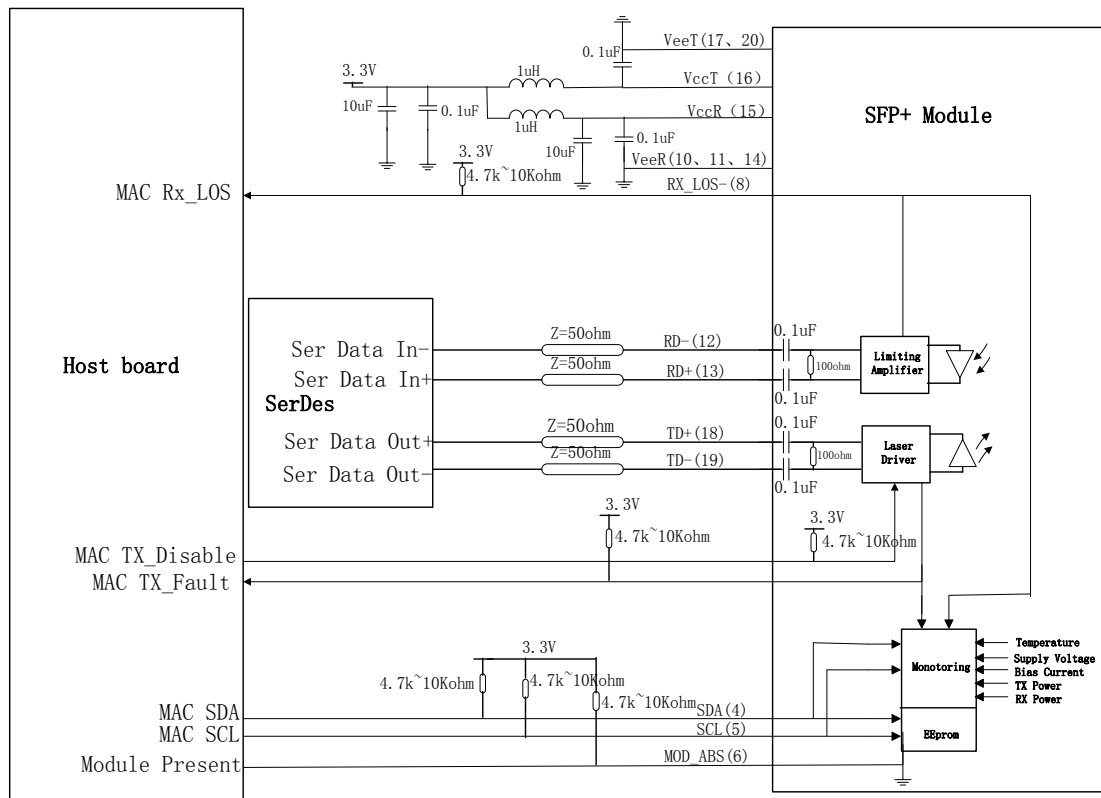 VeeT(17、20)
0.1uF
3.3V
1uH
VccT (16)
10uF
0.1uF
VccR (15)
SFP+ Module
1uH
10uF
0.1uF
3.3V
VeeR(10、11、14)
4.7k~10Kohm
RX_LOS-(8)
MAC Rx_LOS
Host board
SerDes
Ser Data In-
Z=50ohm
RD-(12)
0.1uF
Ser Data In+
Z=50ohm
RD+(13)
100ohm
0.1uF
Limiting
Amplifier
Ser Data Out+
Z=50ohm
TD+(18)
0.1uF
Ser Data Out-
Z=50ohm
TD-(19)
100ohm
0.1uF
Laser
Driver
3.3V
4.7k~10Kohm
3.3V
4.7k~10Kohm
MAC TX_Disable
MAC TX_Fault
Monotoring
Temperature
Supply Voltage
Bias Current
TX Power
RX Power
3.3V
4.7k~10Kohm
4.7k~10Kohm
4.7k~10Kohm
MAC SDA
SDA(4)
MAC SCL
SCL(5)
EEprom
Module Present
MOD_ABS(6)